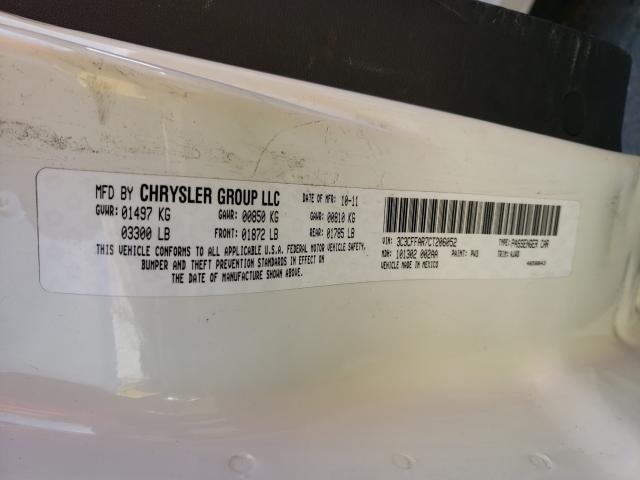 MFD BY CHRYSLER GROUP LLC DATE OF MFR: 10-11
GVWR: 01497 KG GAWR: 00850 KG GAWR: 00810 KG
03300 LB FRONT: 01872 LB REAR: 01785 LB
THIS VEHICLE CONFORMS TO ALL APPLICABLE U.S.A. FEDERAL MOTOR VEHICLE SAFETY,
BUMPER AND THEFT PREVENTION STANDARDS IN EFFECT ON
THE DATE OF MANUFACTURE SHOWN ABOVE.
VIN: 3C3CFFAR7CT206052 TYPE: PASSENGER CAR
MDH: 101302 002AA PAINT: PWD TRIM:
VEHICLE MADE IN MEXICO